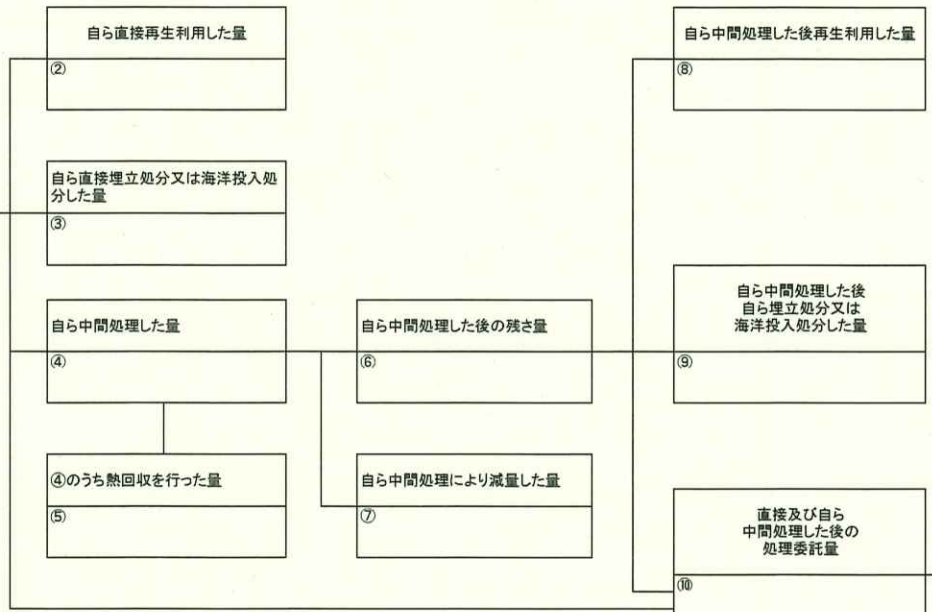 自ら直接再生利用した量
②
自ら直接埋立処分又は海洋投入処
分した量
③
自ら中間処理した量
④
④のうち熱回収を行った量
⑤
自ら中間処理した後の残さ量
⑥
自ら中間処理により減量した量
⑦
自ら中間処理した後再生利用した量
⑧
自ら中間処理した後
自ら埋立処分又は
海洋投入処分した量
⑨
直接及び自ら
中間処理した後の
処理委託量
⑩